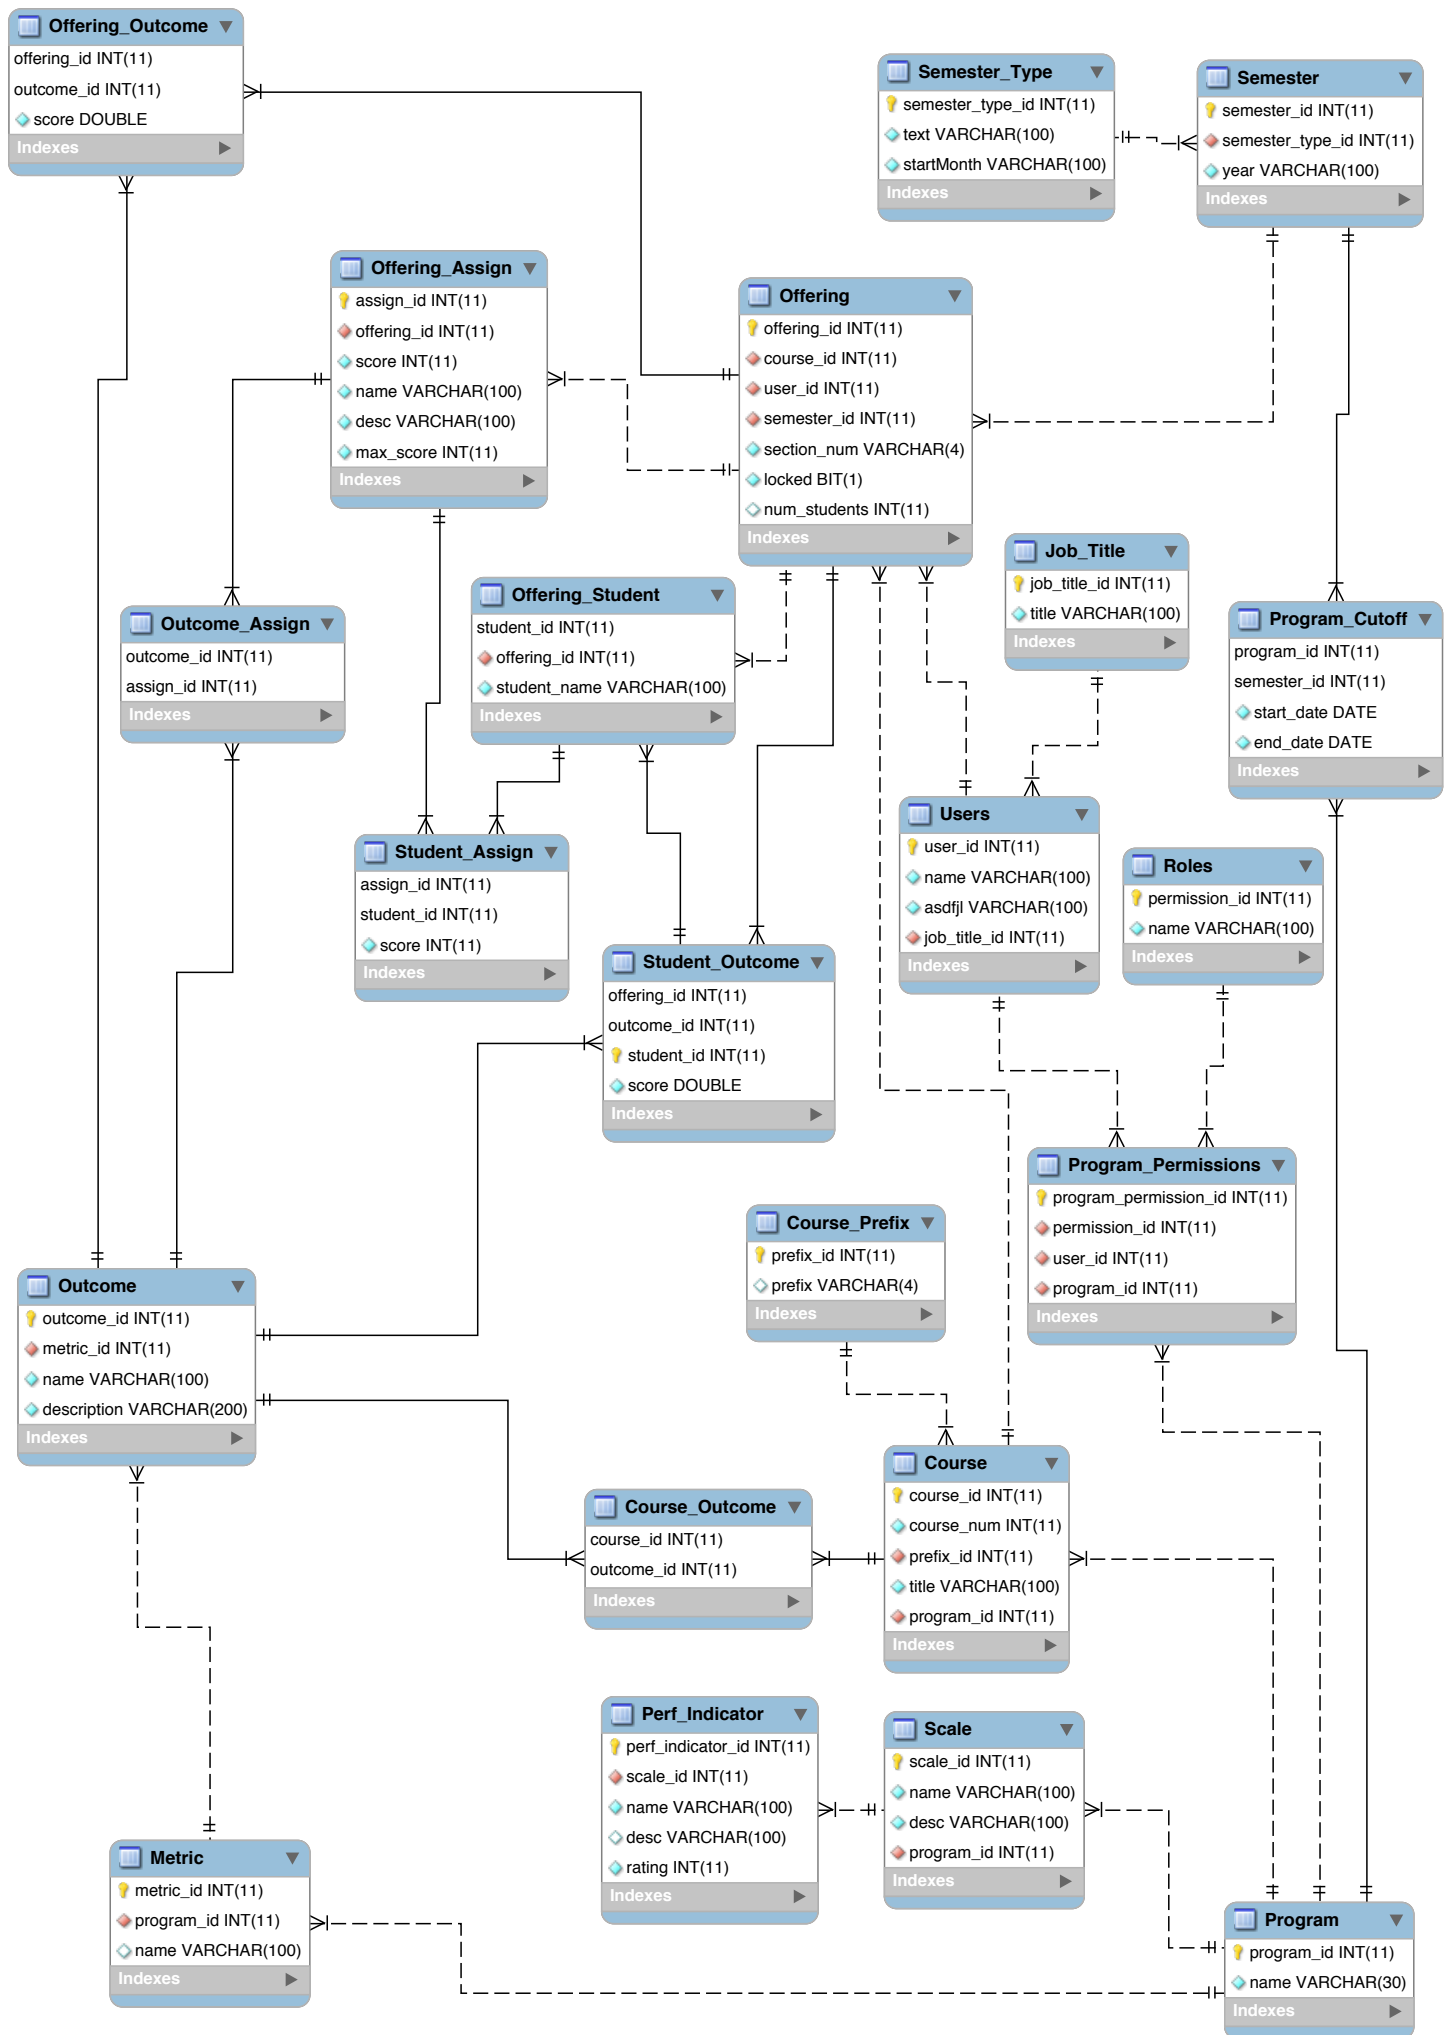 Offering_Outcome
offering_id INT(11)
outcome_id INT(11)
score DOUBLE
Indexes
Semester_Type
semester_type_id INT(11)
text VARCHAR(100)
startMonth VARCHAR(100)
Indexes
Semester
semester_id INT(11)
semester_type_id INT(11)
year VARCHAR(100)
Indexes
Offering_Assign
assign_id INT(11)
offering_id INT(11)
score INT(11)
name VARCHAR(100)
desc VARCHAR(100)
max_score INT(11)
Indexes
Offering
offering_id INT(11)
course_id INT(11)
user_id INT(11)
semester_id INT(11)
section_num VARCHAR(4)
locked BIT(1)
num_students INT(11)
Indexes
Job_Title
job_title_id INT(11)
title VARCHAR(100)
Indexes
Offering_Student
student_id INT(11)
offering_id INT(11)
student_name VARCHAR(100)
Indexes
Outcome_Assign
outcome_id INT(11)
assign_id INT(11)
Indexes
Program_Cutoff
program_id INT(11)
semester_id INT(11)
start_date DATE
end_date DATE
Indexes
Users
user_id INT(11)
name VARCHAR(100)
asdfjl VARCHAR(100)
job_title_id INT(11)
Indexes
Roles
permission_id INT(11)
name VARCHAR(100)
Indexes
Student_Assign
assign_id INT(11)
student_id INT(11)
score INT(11)
Indexes
Student_Outcome
offering_id INT(11)
outcome_id INT(11)
student_id INT(11)
score DOUBLE
Indexes
Program_Permissions
program_permission_id INT(11)
permission_id INT(11)
user_id INT(11)
program_id INT(11)
Indexes
Course_Prefix
prefix_id INT(11)
prefix VARCHAR(4)
Indexes
Outcome
outcome_id INT(11)
metric_id INT(11)
name VARCHAR(100)
description VARCHAR(200)
Indexes
Course
course_id INT(11)
course_num INT(11)
prefix_id INT(11)
title VARCHAR(100)
program_id INT(11)
Indexes
Course_Outcome
course_id INT(11)
outcome_id INT(11)
Indexes
Perf_Indicator
perf_indicator_id INT(11)
scale_id INT(11)
name VARCHAR(100)
desc VARCHAR(100)
rating INT(11)
Indexes
Scale
scale_id INT(11)
name VARCHAR(100)
desc VARCHAR(100)
program_id INT(11)
Indexes
Metric
metric_id INT(11)
program_id INT(11)
name VARCHAR(100)
Indexes
Program
program_id INT(11)
name VARCHAR(30)
Indexes